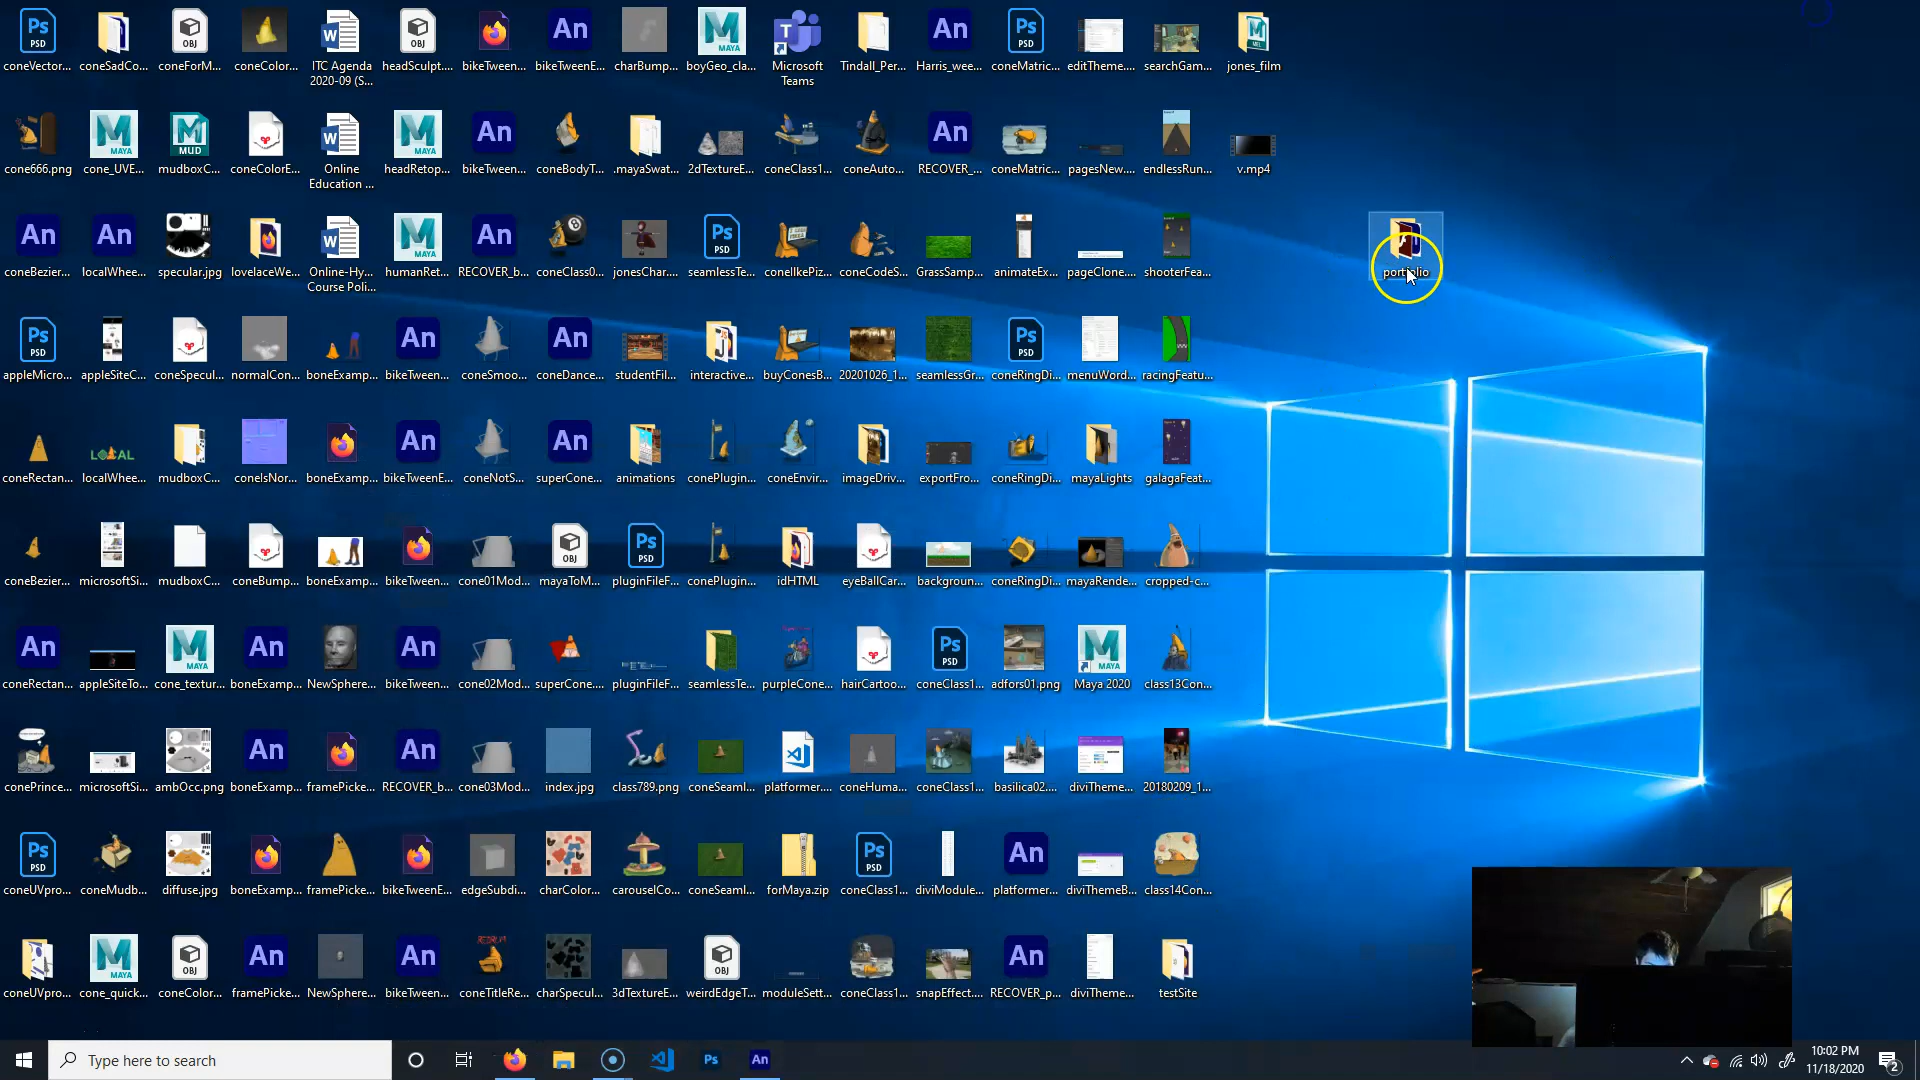 coneVector...
coneSadCo...
coneForM...
coneColor...
ITC Agenda
2020-09 (S...
headSculpt....
bikeTween...
bikeTweenE...
charBump...
boyGeo_cla...
Microsoft
Teams
Tindall_Per...
Harris_wee...
coneMatric...
editTheme....
searchGam...
jones_film
cone666.png
cone_UVE...
mudboxC...
coneColorE...
Online
Education ...
headRetop...
bikeTween...
coneBodyT...
.mayaSwat...
2dTextureE...
coneClass1...
coneAuto...
RECOVER_...
coneMatric...
pagesNew....
endlessRun...
v.mp4
coneBezier...
localWhee...
specular.jpg
lovelaceWe...
Online-Hy...
Course Poli...
humanRet...
RECOVER_b...
coneClass0...
jonesChar...
seamlessTe...
coneIkePiz...
coneCodeS...
GrassSamp...
animateEx...
pageClone....
shooterFea...
portfolio
appleMicro...
appleSiteC...
coneSpecul...
normalCon...
boneExamp...
bikeTween...
coneSmoo...
coneDance...
studentFil...
interactive...
buyConesB...
20201026_1...
seamlessGr...
coneRingDi...
menuWord...
racingFeatu...
coneRectan...
localWhee...
mudboxC...
coneIsNor...
boneExamp...
bikeTweenE...
coneNotS...
superCone...
animations
conePlugin...
coneEnvir...
imageDriv...
exportFro...
coneRingDi...
mayaLights
galagaFeat...
coneBezier...
microsoftSi...
mudboxC...
coneBump...
boneExamp...
bikeTween...
cone01Mod...
mayaToM...
pluginFileF...
conePlugin...
idHTML
eyeBallCar...
backgroun...
coneRingDi...
mayaRende...
cropped-c...
coneRectan...
appleSiteTo...
cone_textur...
boneExamp...
NewSphere...
bikeTween...
cone02Mod...
superCone....
pluginFileF...
seamlessTe...
purpleCone...
hairCartoo...
coneClass1...
adfors01.png
Maya 2020
class13Con...
conePrince...
microsoftSi...
ambOcc.png
boneExamp...
framePicke...
RECOVER_b...
cone03Mod...
index.jpg
class789.png
coneSeaml...
platformer....
coneHuma...
coneClass1...
basilica02....
diviTheme...
20180209_1...
coneUVpro...
coneMudb...
diffuse.jpg
boneExamp...
framePicke...
bikeTweenE...
edgeSubdi...
charColor...
carouselCo...
coneSeaml...
forMaya.zip
coneClass1...
diviModule...
platformer...
diviThemeB...
class14Con...
coneUVpro...
cone_quick...
coneColor...
framePicke...
NewSphere...
bikeTween...
coneTitleRe...
charSpecul...
3dTextureE...
weirdEdgeT...
moduleSett...
coneClass1...
snapEffect....
RECOVER_p...
diviTheme...
testSite
Type here to search
10:02 PM
11/18/2020
2